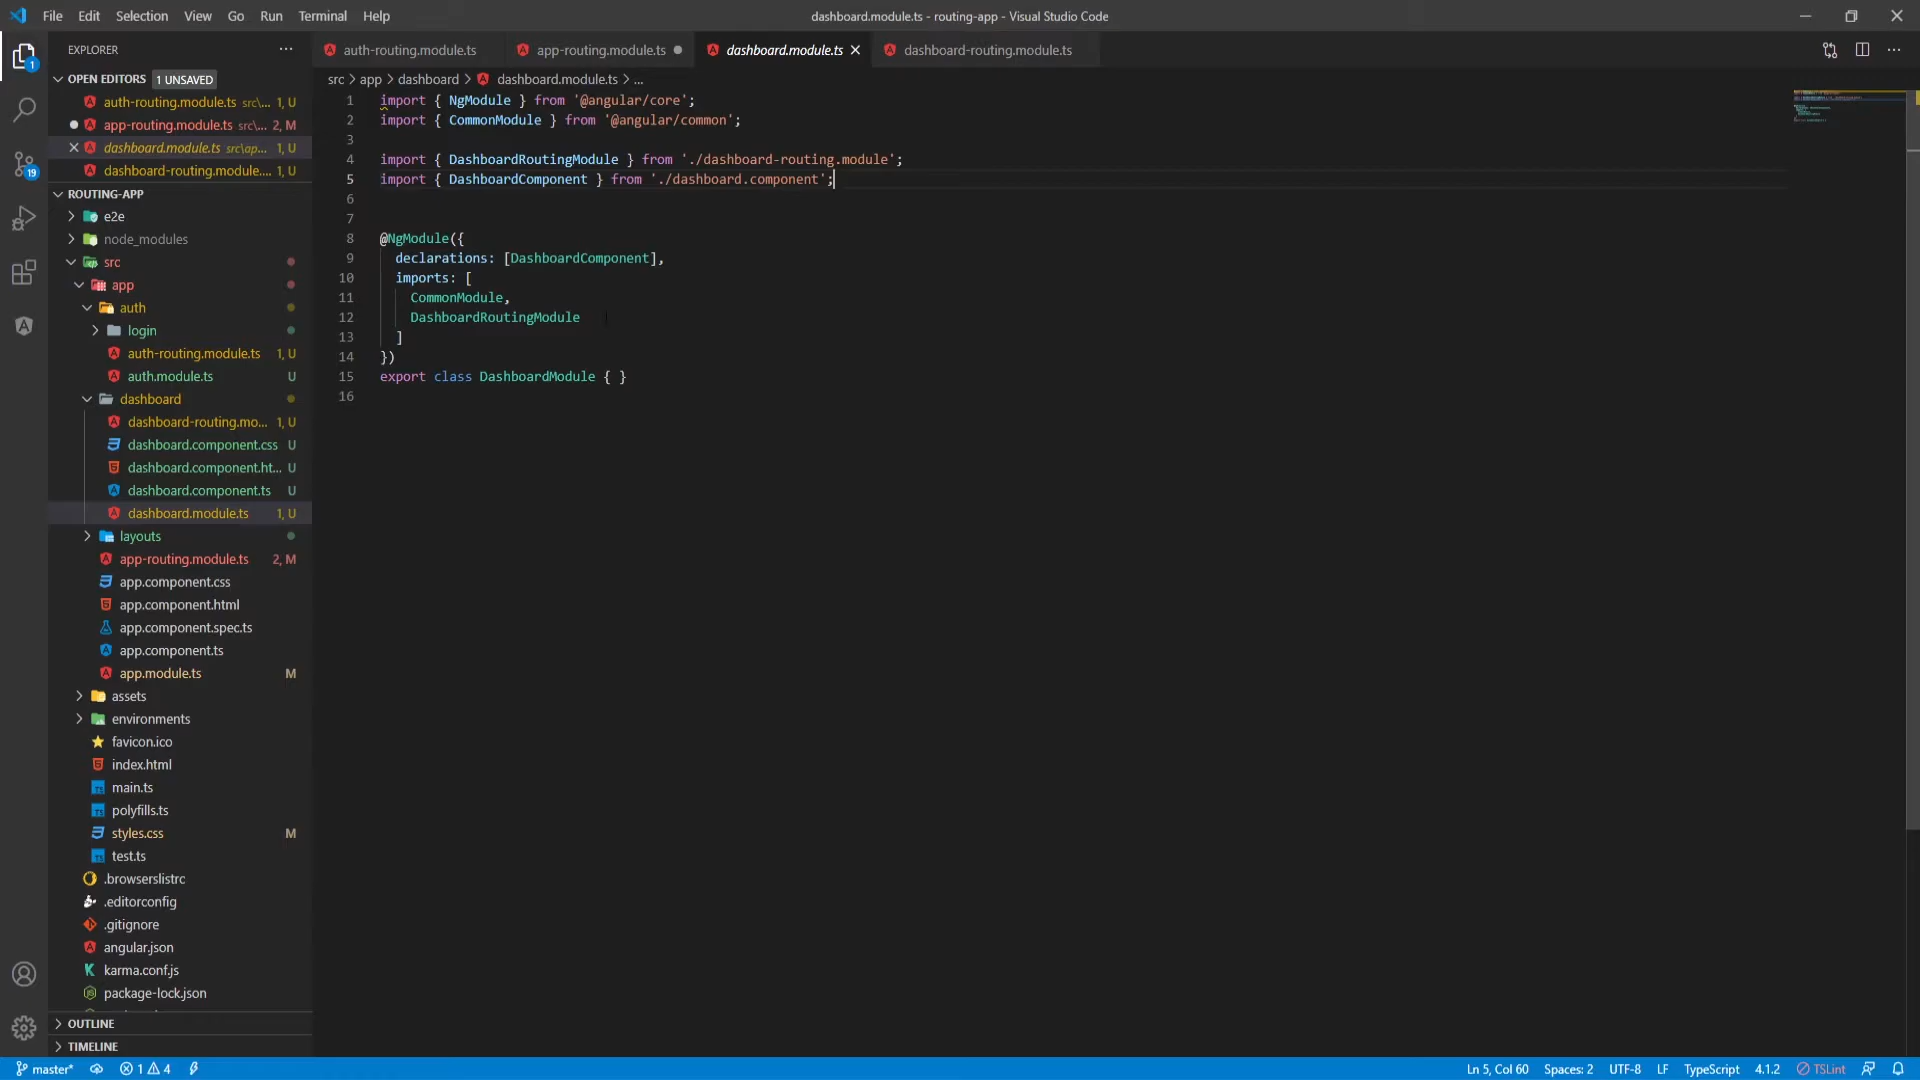 File Edit Selection View Go Run Terminal Help
dashboard.module.ts - routing-app - Visual Studio Code
EXPLORER
OPEN EDITORS 1 UNSAVED
auth-routing.module.ts src\... 1, U
app-routing.module.ts src\... 2, M
dashboard.module.ts src\ap... 1, U
dashboard-routing.module.... 1, U
ROUTING-APP
e2e
node_modules
src
app
auth
login
auth-routing.module.ts 1, U
auth.module.ts U
dashboard
dashboard-routing.mo... 1, U
dashboard.component.css U
dashboard.component.ht... U
dashboard.component.ts U
dashboard.module.ts 1, U
layouts
app-routing.module.ts 2, M
app.component.css
app.component.html
app.component.spec.ts
app.component.ts
app.module.ts M
assets
environments
favicon.ico
index.html
main.ts
polyfills.ts
styles.css M
test.ts
.browserslistrc
.editorconfig
.gitignore
angular.json
karma.conf.js
package-lock.json
OUTLINE
TIMELINE
1
19
auth-routing.module.ts app-routing.module.ts dashboard.module.ts dashboard-routing.module.ts
src > app > dashboard > dashboard.module.ts > ...
1 import { NgModule } from '@angular/core';
2 import { CommonModule } from '@angular/common';
3
4 import { DashboardRoutingModule } from './dashboard-routing.module';
5 import { DashboardComponent } from './dashboard.component';
6
7
8 @NgModule({
9 declarations: [DashboardComponent],
10 imports: [
11 CommonModule,
12 DashboardRoutingModule
13 ]
14 })
15 export class DashboardModule { }
16
master* 1 4
Ln 5, Col 60 Spaces: 2 UTF-8 LF TypeScript 4.1.2 TSLint